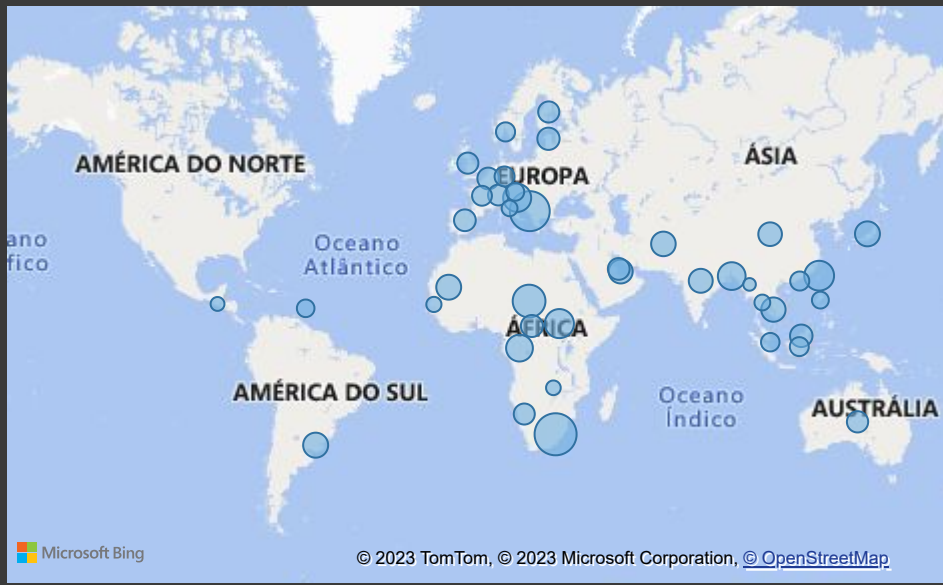 AMÉRICA DO NORTE
EUROPA
ÁSIA
ano
fico
Oceano
Atlântico
ÁFRICA
AMÉRICA DO SUL
Oceano
Índico
AUSTRÁLIA
Microsoft Bing
© 2023 TomTom, © 2023 Microsoft Corporation, © OpenStreetMap